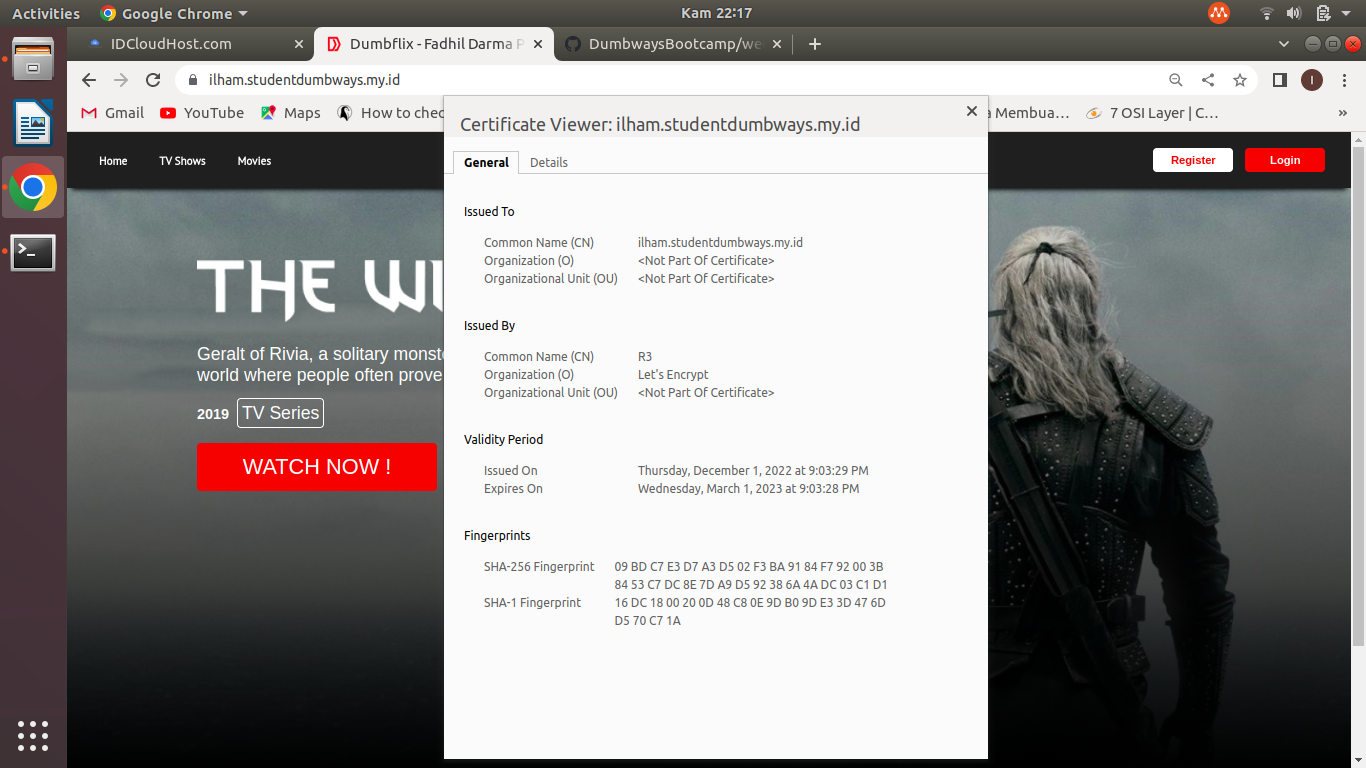 Activities
Google Chrome
Kam 22:17
IDCloudHost.com
Dumbflix - Fadhil Darma P
DumbwaysBootcamp/we
ilham.studentdumbways.my.id
I
Gmail
YouTube
Maps
How to chec
a Membua…
7 OSI Layer | C…
»
Home
TV Shows
Movies
Register
Login
THE WI
Geralt of Rivia, a solitary monste
world where people often prove
2019
TV Series
WATCH NOW !
Certificate Viewer: ilham.studentdumbways.my.id
General
Details
Issued To
Common Name (CN) ilham.studentdumbways.my.id
Organization (O) <Not Part Of Certificate>
Organizational Unit (OU) <Not Part Of Certificate>
Issued By
Common Name (CN) R3
Organization (O) Let's Encrypt
Organizational Unit (OU) <Not Part Of Certificate>
Validity Period
Issued On Thursday, December 1, 2022 at 9:03:29 PM
Expires On Wednesday, March 1, 2023 at 9:03:28 PM
Fingerprints
SHA-256 Fingerprint 09 BD C7 E3 D7 A3 D5 02 F3 BA 91 84 F7 92 00 3B
84 53 C7 DC 8E 7D A9 D5 92 38 6A 4A DC 03 C1 D1
SHA-1 Fingerprint 16 DC 18 00 20 0D 48 C8 0E 9D B0 9D E3 3D 47 6D
D5 70 C7 1A